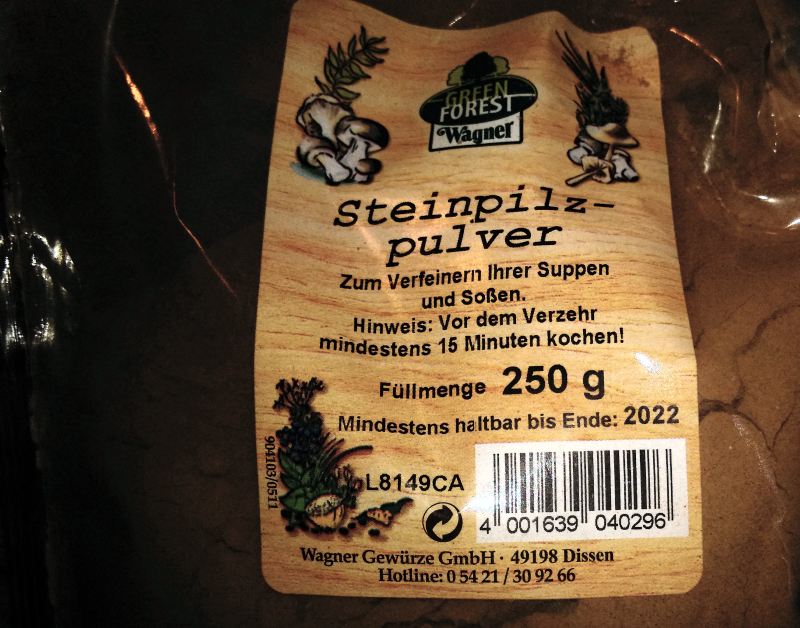 GREEN
FOREST
Wagner
Steinpilz-
pulver
Zum Verfeinern Ihrer Suppen
und Soßen.
Hinweis: Vor dem Verzehr
mindestens 15 Minuten kochen!
Füllmenge 250 g
Mindestens haltbar bis Ende: 2022
904103/0511
L8149CA
4 001639 040296
Wagner Gewürze GmbH · 49198 Dissen
Hotline: 0 54 21 / 30 92 66